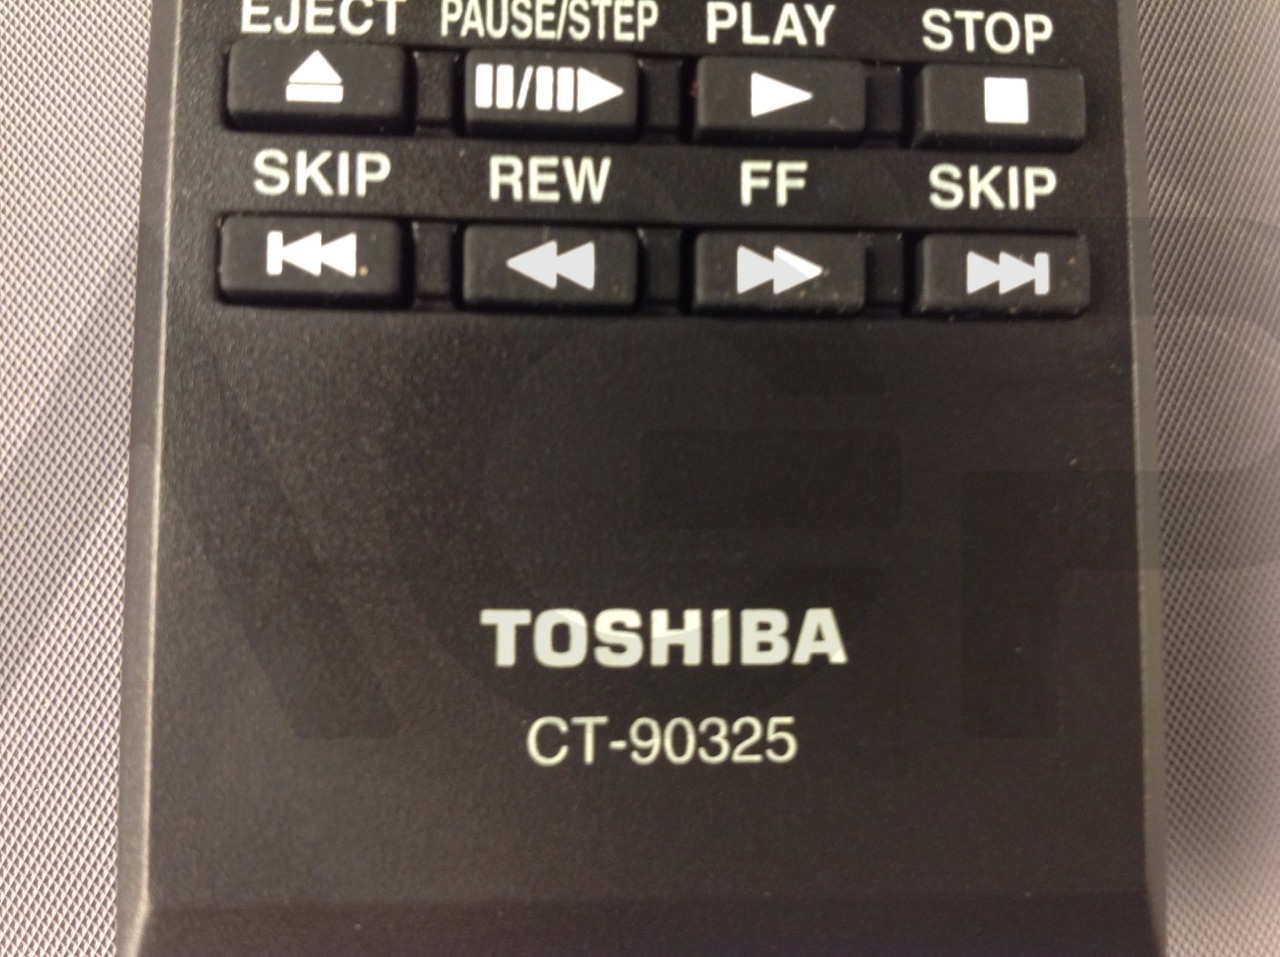 EJECT PAUSE/STEP PLAY STOP
SKIP REW FF SKIP
TOSHIBA
CT-90325